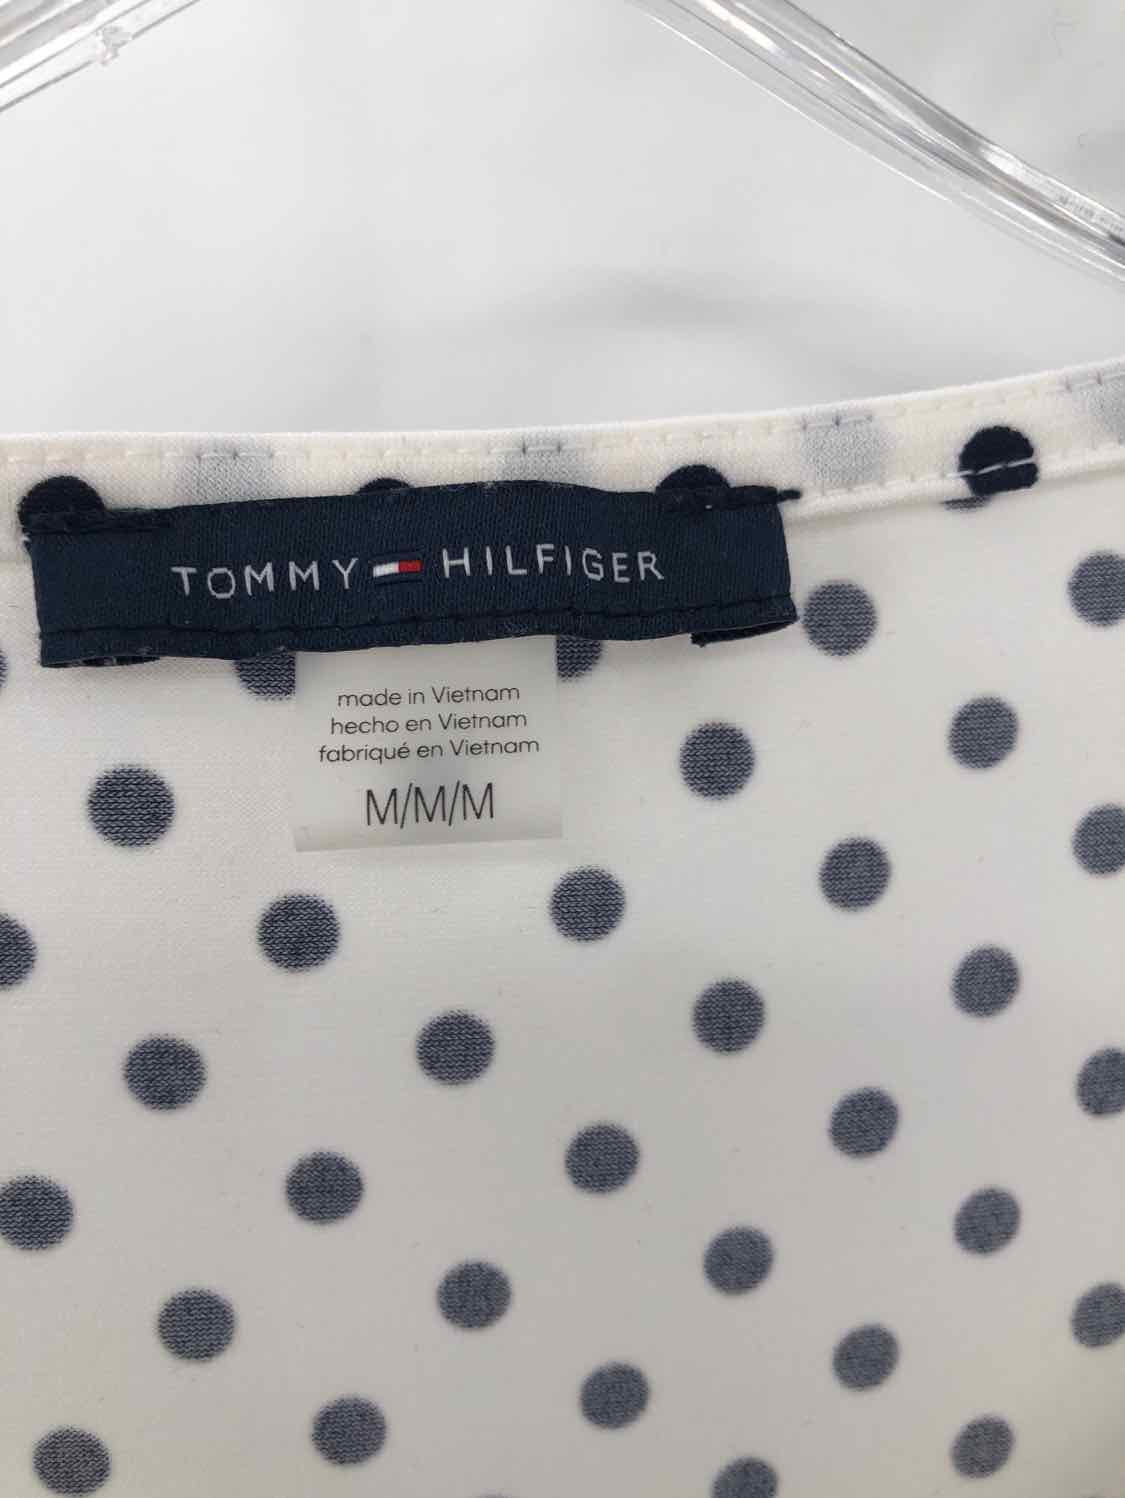 TOMMY HILFIGER
made in Vietnam
hecho en Vietnam
fabriqué en Vietnam
M/M/M